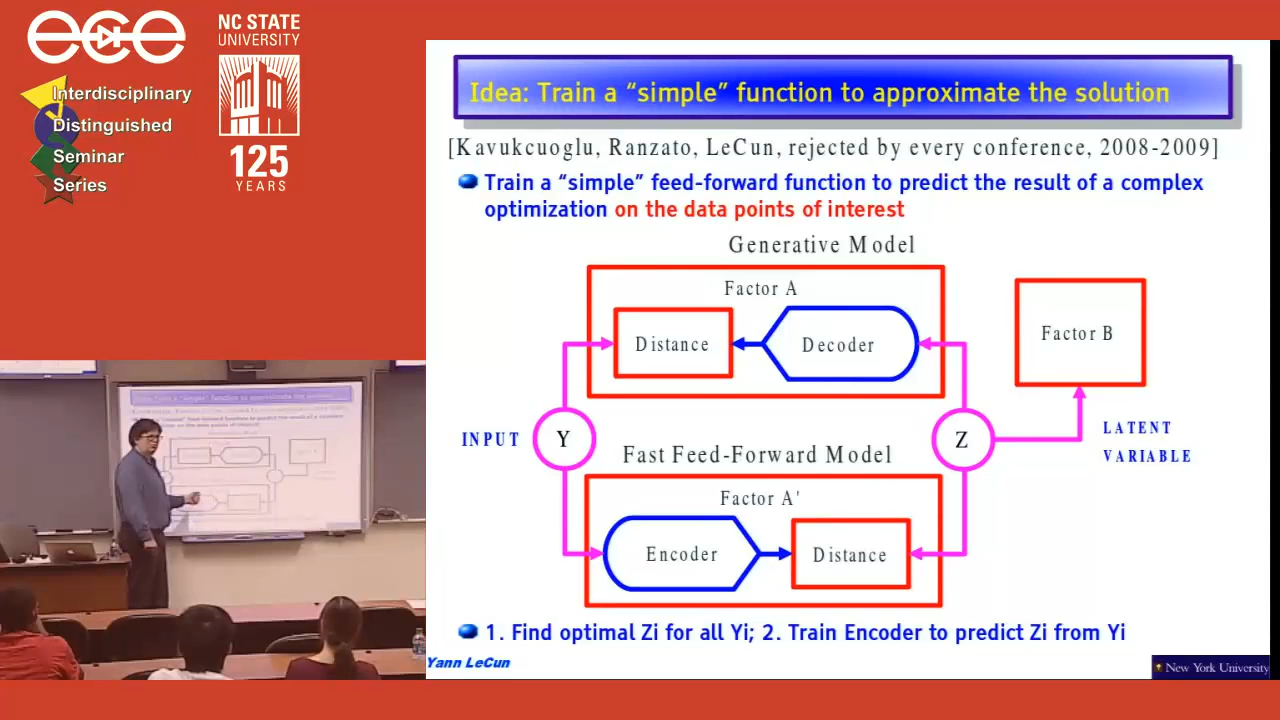 ece
NC STATE
UNIVERSITY
Interdisciplinary
Distinguished
Seminar
Series
125
YEARS
Idea: Train a “simple” function to approximate the solution
[Kavukcuoglu, Ranzato, LeCun, rejected by every conference, 2008-2009]
Train a “simple” feed-forward function to predict the result of a complex
optimization on the data points of interest
Generative Model
Factor A
Distance
Decoder
Factor B
INPUT
Y
Z
LATENT
VARIABLE
Fast Feed-Forward Model
Factor A'
Encoder
Distance
1. Find optimal Zi for all Yi; 2. Train Encoder to predict Zi from Yi
Yann LeCun
New York University